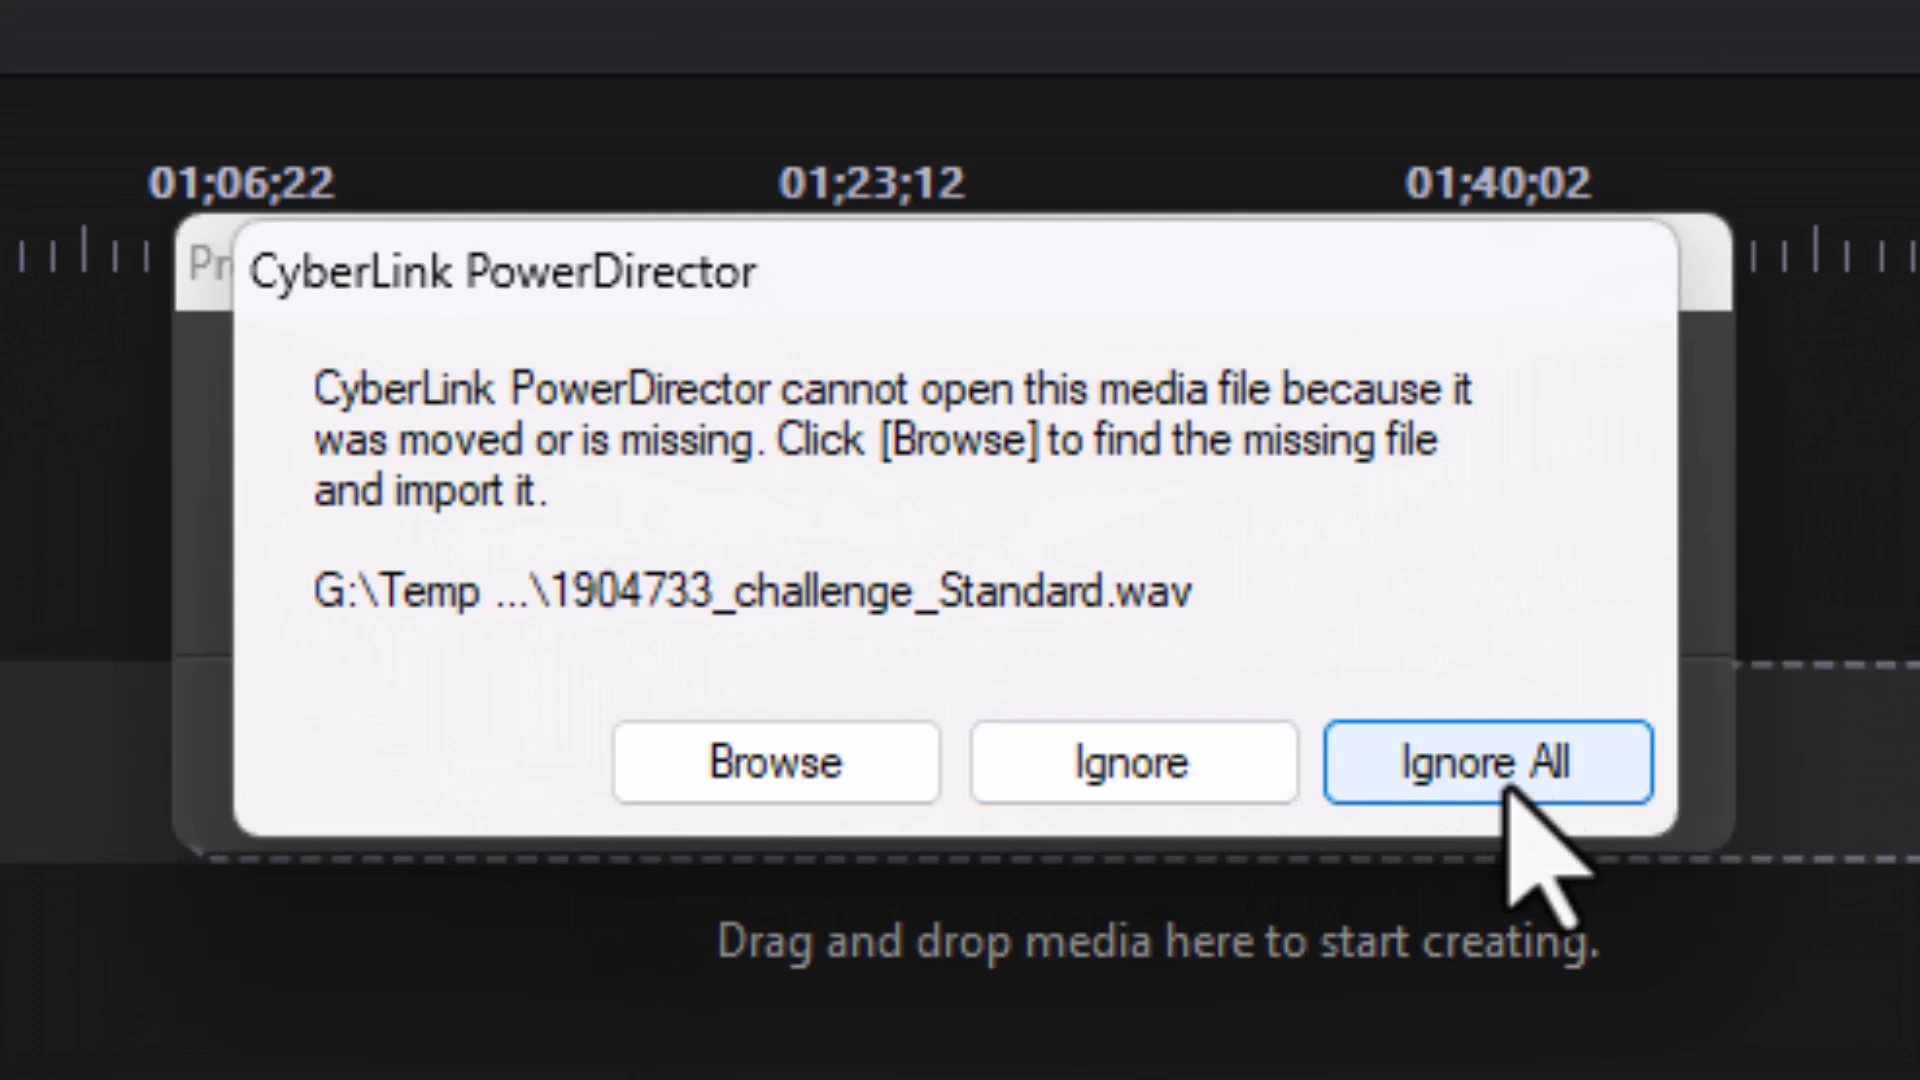 01;06;22 01;23;12 01;40;02
Pr
CyberLink PowerDirector
CyberLink PowerDirector cannot open this media file because it
was moved or is missing. Click [Browse] to find the missing file
and import it.
G:\Temp ...\1904733_challenge_Standard.wav
Browse Ignore Ignore All
Drag and drop media here to start creating.